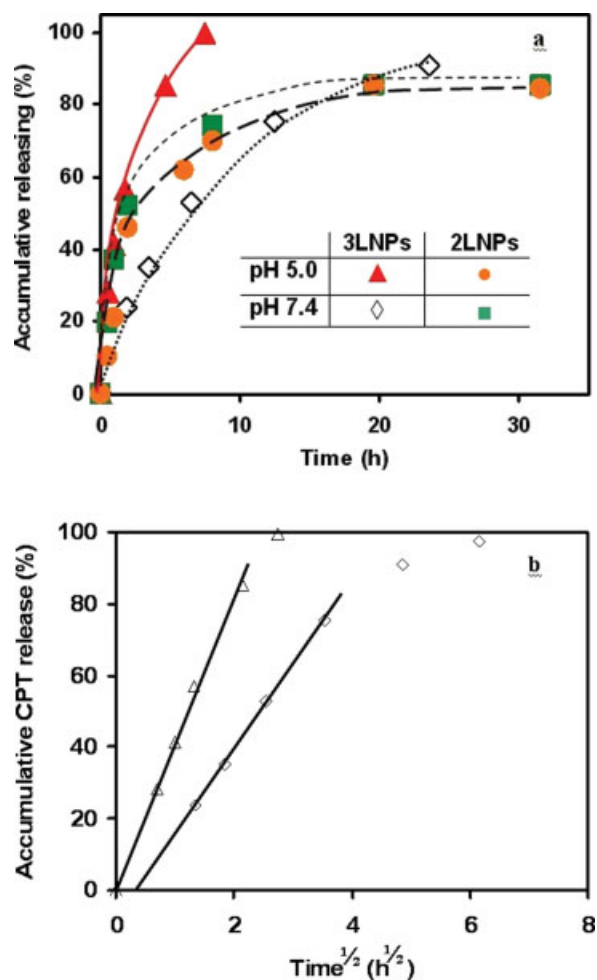 a
100
80
60
40
20
0
Accumulative releasing (%)
3LNPs 2LNPs
pH 5.0
pH 7.4
0 10 20 30
Time (h)
b
100
80
60
40
20
0
Accumulative CPT release (%)
0 2 4 6 8
Time½ (h½)